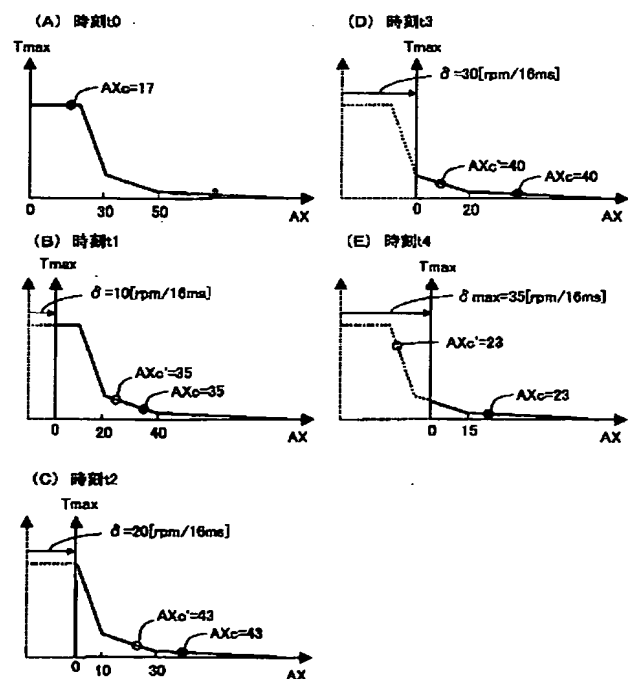 (A) 時刻t0
Tmax
AXc=17
0 30 50 AX
(B) 時刻t1
Tmax
δ=10[rpm/16ms]
AXc'=35
AXc=35
0 20 40 AX
(C) 時刻t2
Tmax
δ=20[rpm/16ms]
AXc'=43
AXc=43
0 10 30 AX
(D) 時刻t3
Tmax
δ=30[rpm/16ms]
AXc'=40
AXc=40
0 20 AX
(E) 時刻t4
Tmax
δmax=35[rpm/16ms]
AXc'=23
AXc=23
0 15 AX